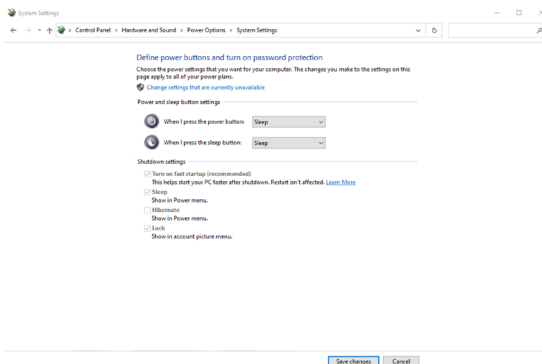 System Settings
Control Panel > Hardware and Sound > Power Options > System Settings
Define power buttons and turn on password protection
Choose the power settings that you want for your computer. The changes you make to the settings on this
page apply to all of your power plans.
Change settings that are currently unavailable
Power and sleep button settings
When I press the power button: Sleep
When I press the sleep button: Sleep
Shutdown settings
Turn on fast startup (recommended)
This helps start your PC faster after shutdown. Restart isn't affected. Learn More
Sleep
Show in Power menu.
Hibernate
Show in Power menu.
Lock
Show in account picture menu.
Save changes Cancel